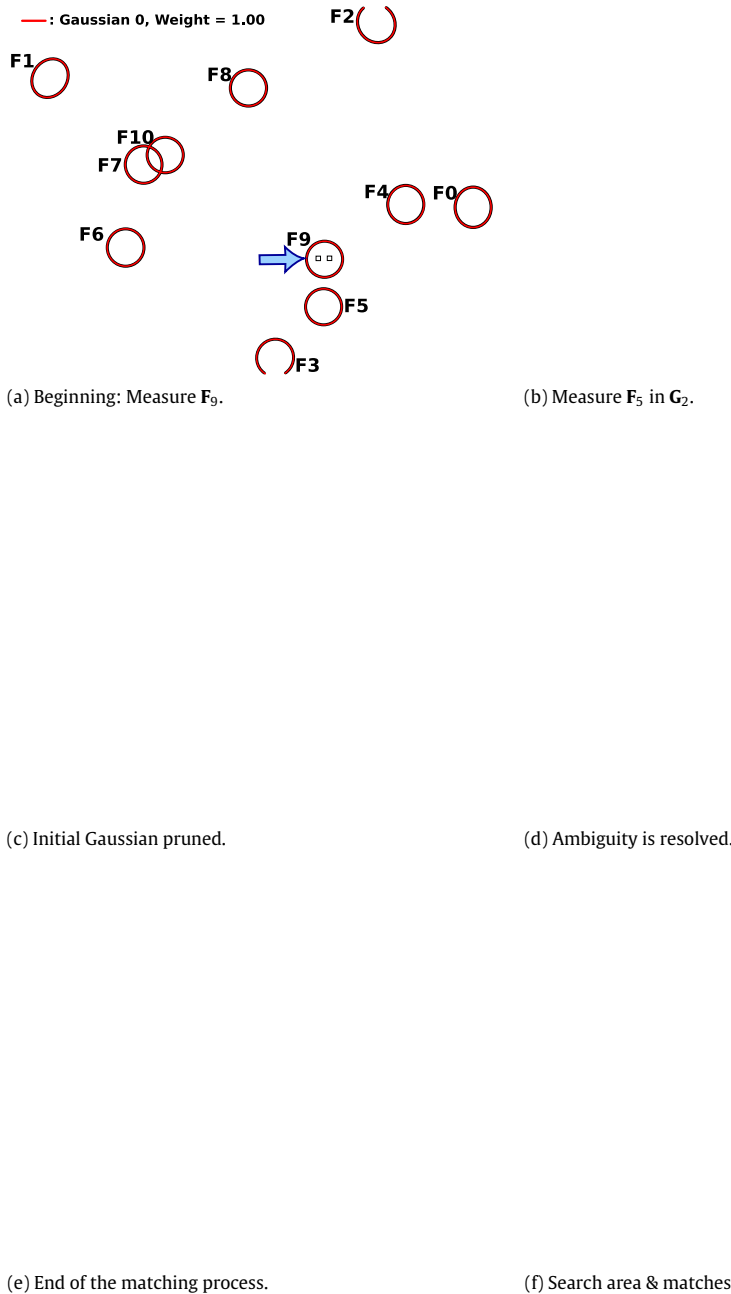 : Gaussian 0, Weight = 1.00
F2
F1
F8
F10
F7
F4
F0
F6
F9
F5
F3
(a) Beginning: Measure F₉.
(b) Measure F₅ in G₂.
(c) Initial Gaussian pruned.
(d) Ambiguity is resolved.
(e) End of the matching process.
(f) Search area & matches